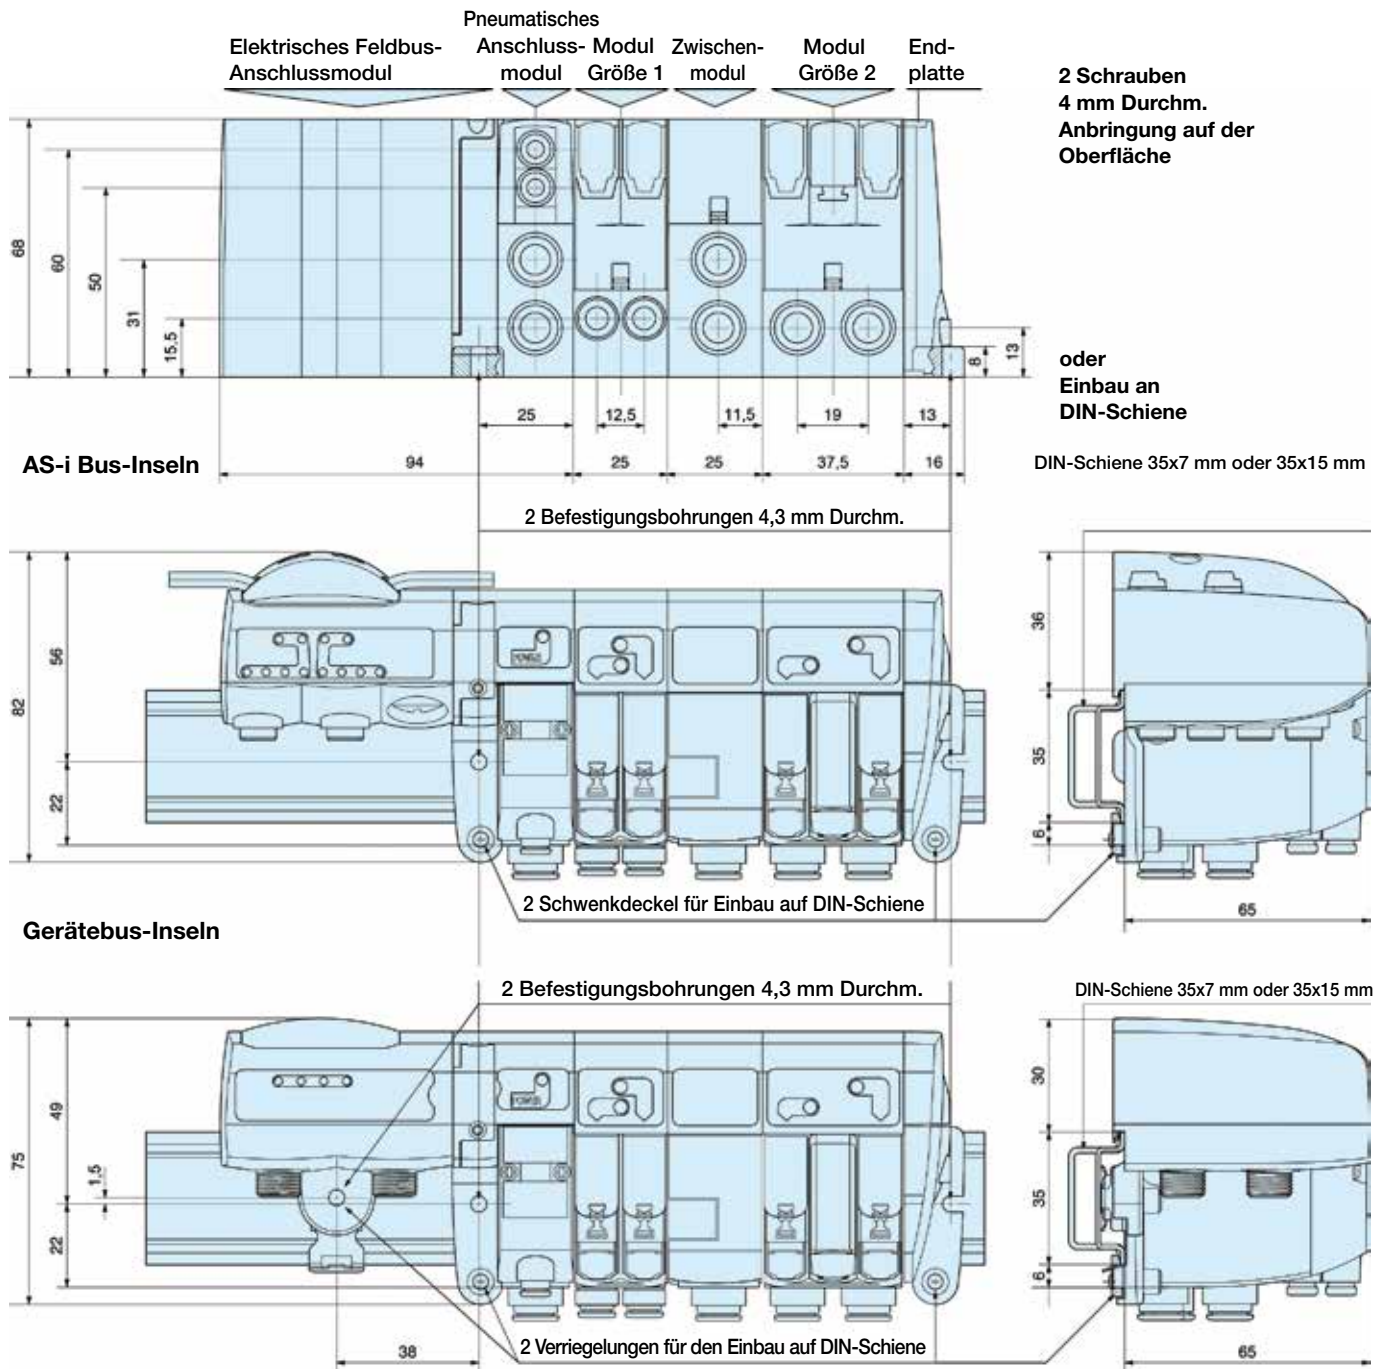 Pneumatisches
Elektrisches Feldbus- Anschluss- Modul Zwischen- Modul End-
Anschlussmodul modul Größe 1 modul Größe 2 platte
2 Schrauben
4 mm Durchm.
Anbringung auf der
Oberfläche
68
60
50
31
15,5
8
13
oder
Einbau an
DIN-Schiene
25 12,5 11,5 19 13
AS-i Bus-Inseln
94 25 25 37,5 16
DIN-Schiene 35x7 mm oder 35x15 mm
2 Befestigungsbohrungen 4,3 mm Durchm.
82
56
22
POWER
36
35
6
2 Schwenkdeckel für Einbau auf DIN-Schiene
65
Gerätebus-Inseln
2 Befestigungsbohrungen 4,3 mm Durchm.
DIN-Schiene 35x7 mm oder 35x15 mm
75
49
1,5
22
POWER
30
35
6
2 Verriegelungen für den Einbau auf DIN-Schiene
38
65